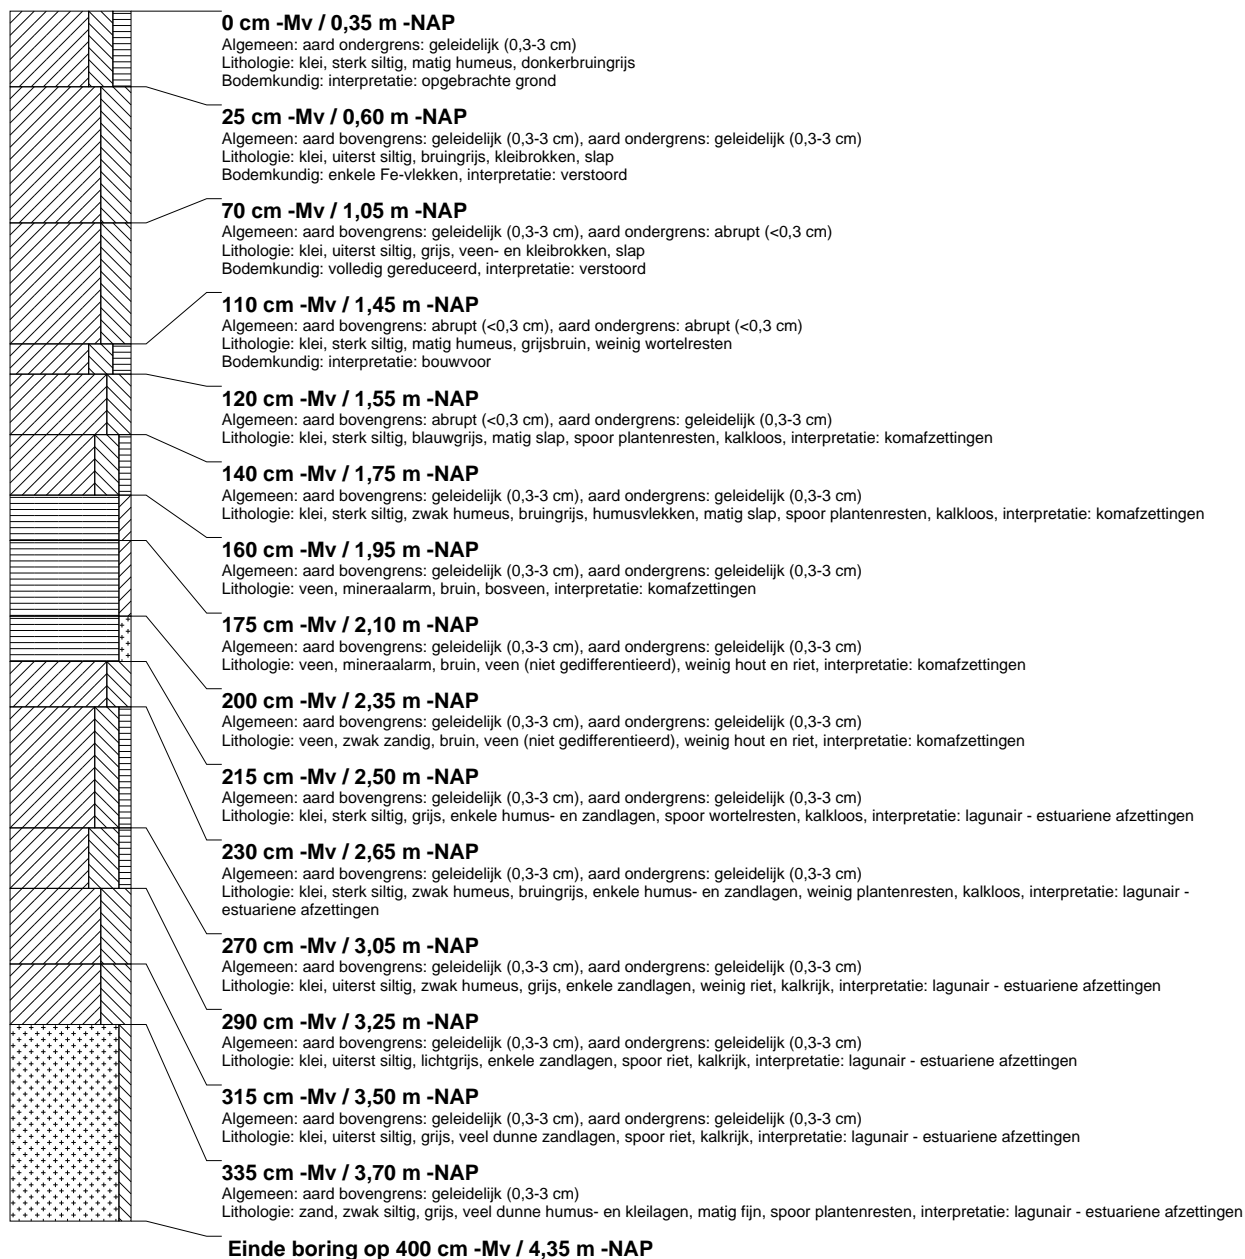 0 cm -Mv / 0,35 m -NAP
Algemeen: aard ondergrens: geleidelijk (0,3-3 cm)
Lithologie: klei, sterk siltig, matig humeus, donkerbruingrijs
Bodemkundig: interpretatie: opgebrachte grond
25 cm -Mv / 0,60 m -NAP
Algemeen: aard bovengrens: geleidelijk (0,3-3 cm), aard ondergrens: geleidelijk (0,3-3 cm)
Lithologie: klei, uiterst siltig, bruingrijs, kleibrokken, slap
Bodemkundig: enkele Fe-vlekken, interpretatie: verstoord
70 cm -Mv / 1,05 m -NAP
Algemeen: aard bovengrens: geleidelijk (0,3-3 cm), aard ondergrens: abrupt (<0,3 cm)
Lithologie: klei, uiterst siltig, grijs, veen- en kleibrokken, slap
Bodemkundig: volledig gereduceerd, interpretatie: verstoord
110 cm -Mv / 1,45 m -NAP
Algemeen: aard bovengrens: abrupt (<0,3 cm), aard ondergrens: abrupt (<0,3 cm)
Lithologie: klei, sterk siltig, matig humeus, grijsbruin, weinig wortelresten
Bodemkundig: interpretatie: bouwvoor
120 cm -Mv / 1,55 m -NAP
Algemeen: aard bovengrens: abrupt (<0,3 cm), aard ondergrens: geleidelijk (0,3-3 cm)
Lithologie: klei, sterk siltig, blauwgrijs, matig slap, spoor plantenresten, kalkloos, interpretatie: komafzettingen
140 cm -Mv / 1,75 m -NAP
Algemeen: aard bovengrens: geleidelijk (0,3-3 cm), aard ondergrens: geleidelijk (0,3-3 cm)
Lithologie: klei, sterk siltig, zwak humeus, bruingrijs, humusvlekken, matig slap, spoor plantenresten, kalkloos, interpretatie: komafzettingen
160 cm -Mv / 1,95 m -NAP
Algemeen: aard bovengrens: geleidelijk (0,3-3 cm), aard ondergrens: geleidelijk (0,3-3 cm)
Lithologie: veen, mineraalarm, bruin, bosveen, interpretatie: komafzettingen
175 cm -Mv / 2,10 m -NAP
Algemeen: aard bovengrens: geleidelijk (0,3-3 cm), aard ondergrens: geleidelijk (0,3-3 cm)
Lithologie: veen, mineraalarm, bruin, veen (niet gedifferentieerd), weinig hout en riet, interpretatie: komafzettingen
200 cm -Mv / 2,35 m -NAP
Algemeen: aard bovengrens: geleidelijk (0,3-3 cm), aard ondergrens: geleidelijk (0,3-3 cm)
Lithologie: veen, zwak zandig, bruin, veen (niet gedifferentieerd), weinig hout en riet, interpretatie: komafzettingen
215 cm -Mv / 2,50 m -NAP
Algemeen: aard bovengrens: geleidelijk (0,3-3 cm), aard ondergrens: geleidelijk (0,3-3 cm)
Lithologie: klei, sterk siltig, grijs, enkele humus- en zandlagen, spoor wortelresten, kalkloos, interpretatie: lagunair - estuariene afzettingen
230 cm -Mv / 2,65 m -NAP
Algemeen: aard bovengrens: geleidelijk (0,3-3 cm), aard ondergrens: geleidelijk (0,3-3 cm)
Lithologie: klei, sterk siltig, zwak humeus, bruingrijs, enkele humus- en zandlagen, weinig plantenresten, kalkloos, interpretatie: lagunair -
estuariene afzettingen
270 cm -Mv / 3,05 m -NAP
Algemeen: aard bovengrens: geleidelijk (0,3-3 cm), aard ondergrens: geleidelijk (0,3-3 cm)
Lithologie: klei, uiterst siltig, zwak humeus, grijs, enkele zandlagen, weinig riet, kalkrijk, interpretatie: lagunair - estuariene afzettingen
290 cm -Mv / 3,25 m -NAP
Algemeen: aard bovengrens: geleidelijk (0,3-3 cm), aard ondergrens: geleidelijk (0,3-3 cm)
Lithologie: klei, uiterst siltig, lichtgrijs, enkele zandlagen, spoor riet, kalkrijk, interpretatie: lagunair - estuariene afzettingen
315 cm -Mv / 3,50 m -NAP
Algemeen: aard bovengrens: geleidelijk (0,3-3 cm), aard ondergrens: geleidelijk (0,3-3 cm)
Lithologie: klei, uiterst siltig, grijs, veel dunne zandlagen, spoor riet, kalkrijk, interpretatie: lagunair - estuariene afzettingen
335 cm -Mv / 3,70 m -NAP
Algemeen: aard bovengrens: geleidelijk (0,3-3 cm)
Lithologie: zand, zwak siltig, grijs, veel dunne humus- en kleilagen, matig fijn, spoor plantenresten, interpretatie: lagunair - estuariene afzettingen
Einde boring op 400 cm -Mv / 4,35 m -NAP